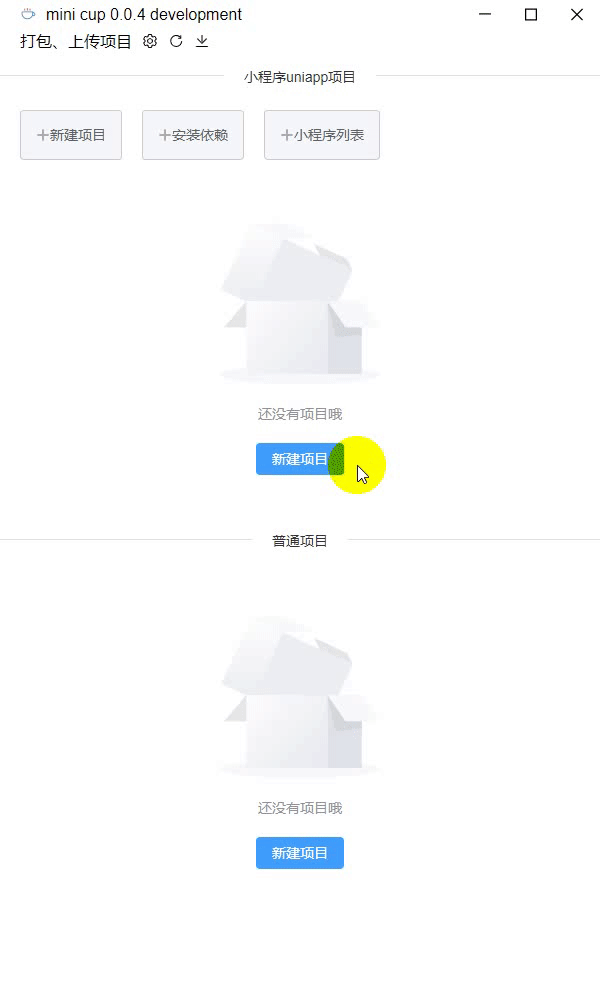 mini cup 0.0.4 development
打包、上传项目
小程序uniapp项目
+新建项目 +安装依赖 +小程序列表
还没有项目哦
新建项目
普通项目
还没有项目哦
新建项目